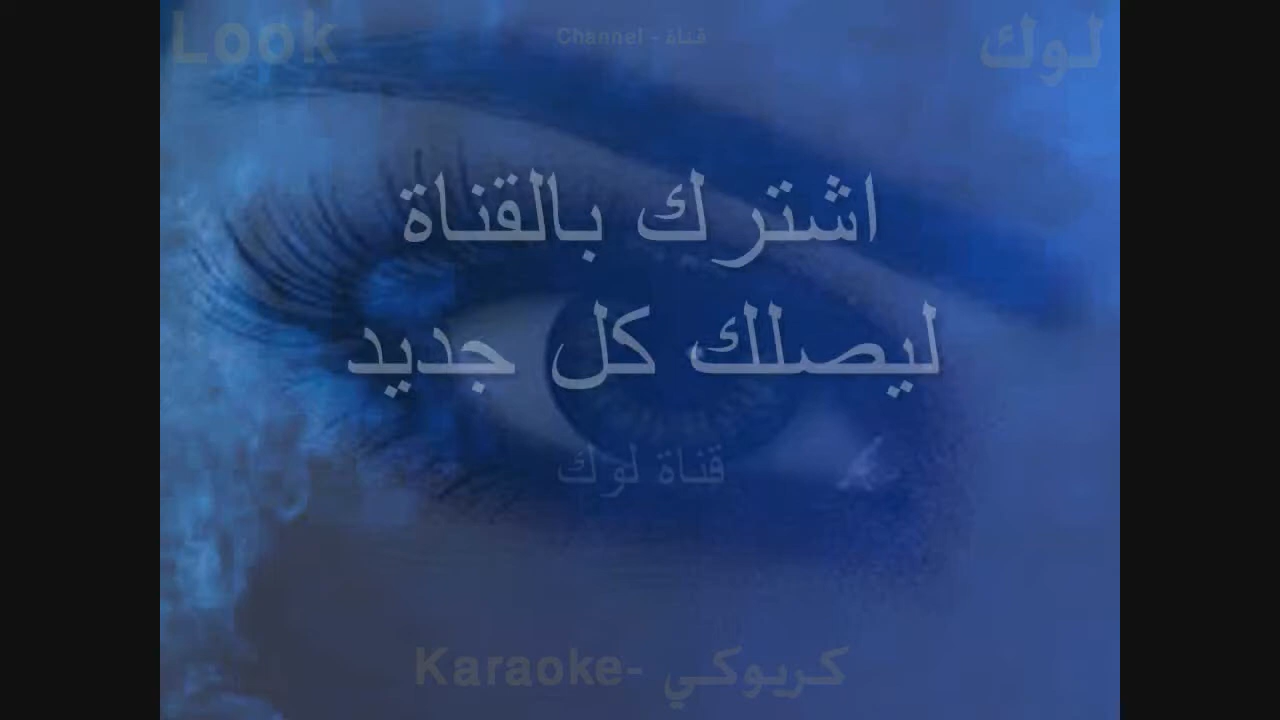 Look
Channel - قناة
لوك
اشترك بالقناة
ليصلك كل جديد
قناة لوك
Karaoke- كريوكي